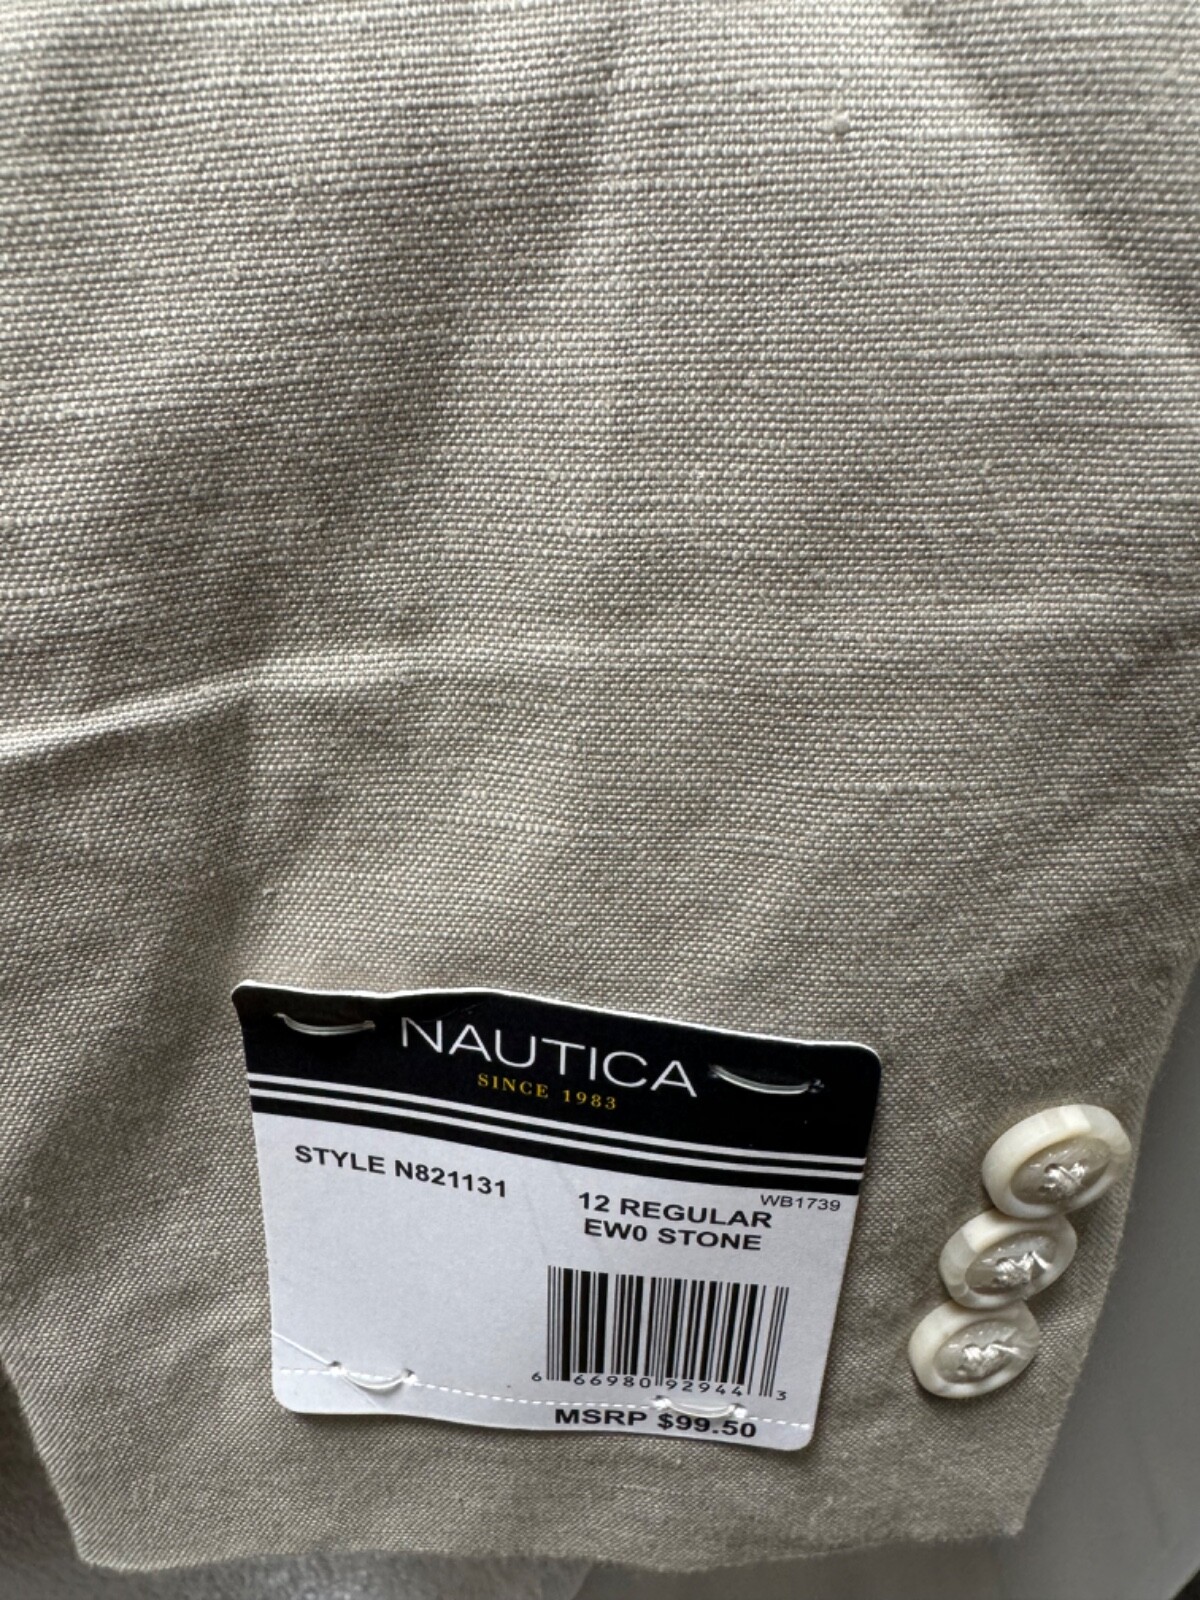 NAUTICA
SINCE 1983
STYLE N821131
WB1739
12 REGULAR
EW0 STONE
6 66980 92944 3
MSRP $99.50